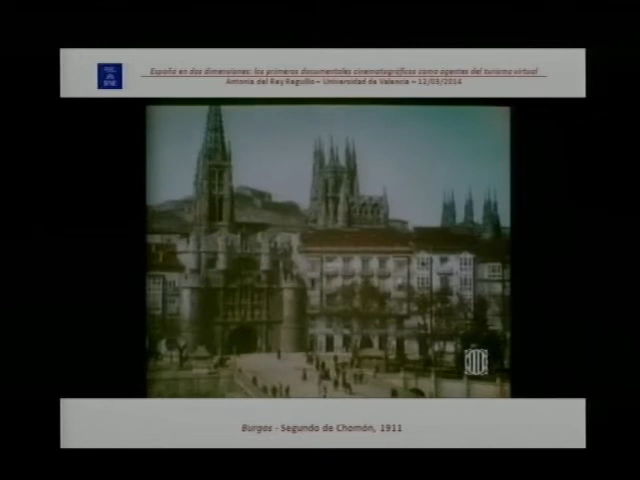 España en dos dimensiones: los primeros documentales cinematográficos como agentes del turismo virtual
Antonia del Rey Reguillo – Universidad de Valencia – 12/03/2014
Burgos - Segundo de Chomón, 1911